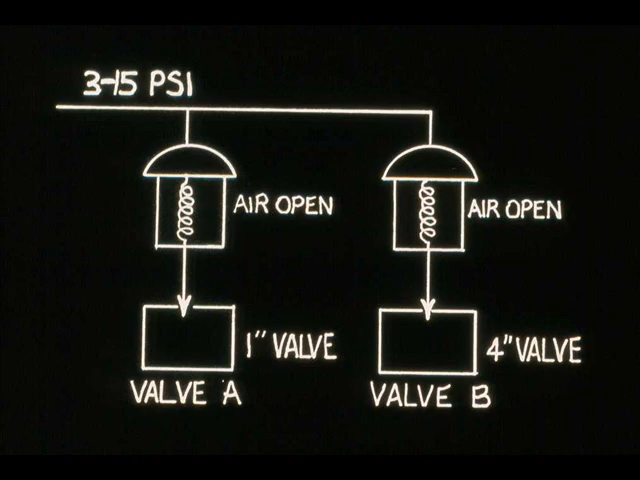 3-15 PSI
AIR OPEN
AIR OPEN
1" VALVE
4" VALVE
VALVE A
VALVE B